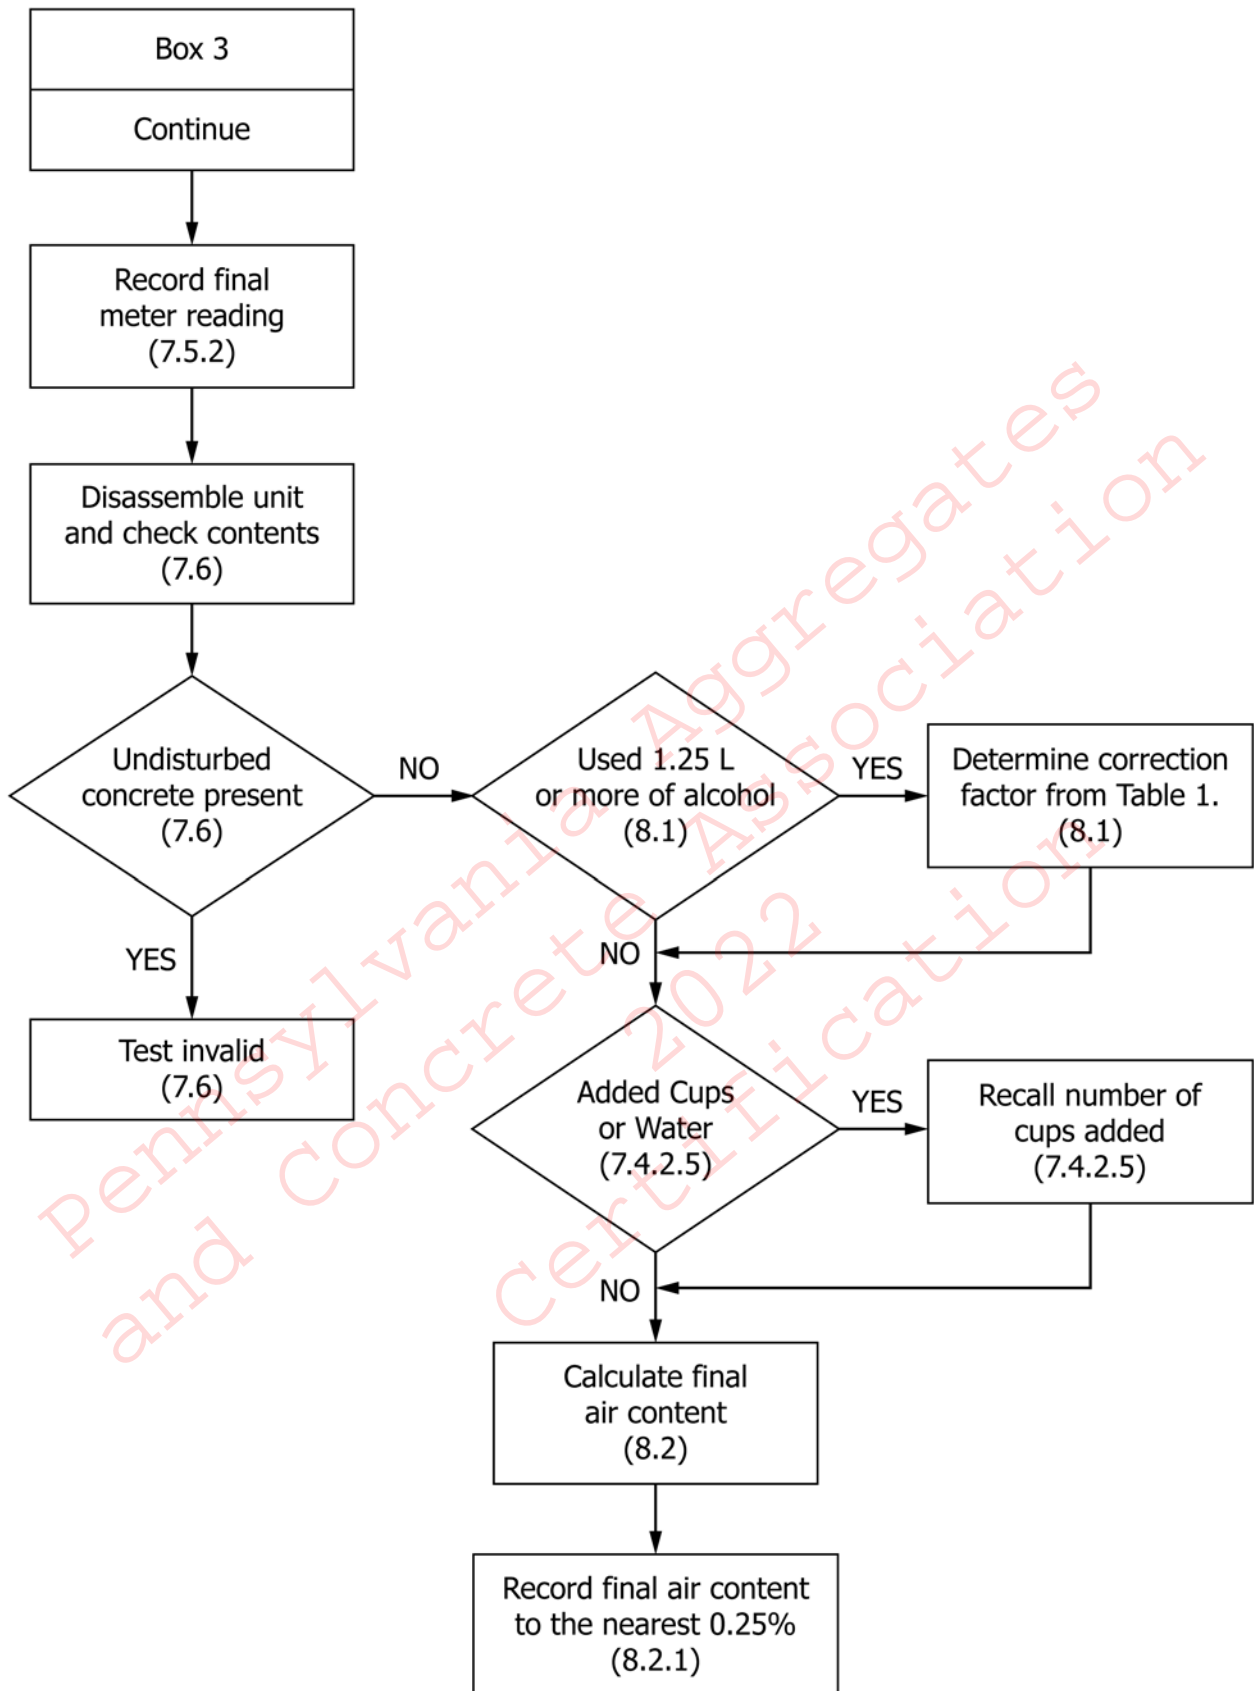 Box 3
Continue
Record final
meter reading
(7.5.2)
Disassemble unit
and check contents
(7.6)
Undisturbed
concrete present
(7.6)
NO
YES
Test invalid
(7.6)
Used 1.25 L
or more of alcohol
(8.1)
YES
NO
Determine correction
factor from Table 1.
(8.1)
Added Cups
or Water
(7.4.2.5)
YES
NO
Recall number of
cups added
(7.4.2.5)
Calculate final
air content
(8.2)
Record final air content
to the nearest 0.25%
(8.2.1)
Pennsylvania Aggregates
and Concrete Association
2022
Certification